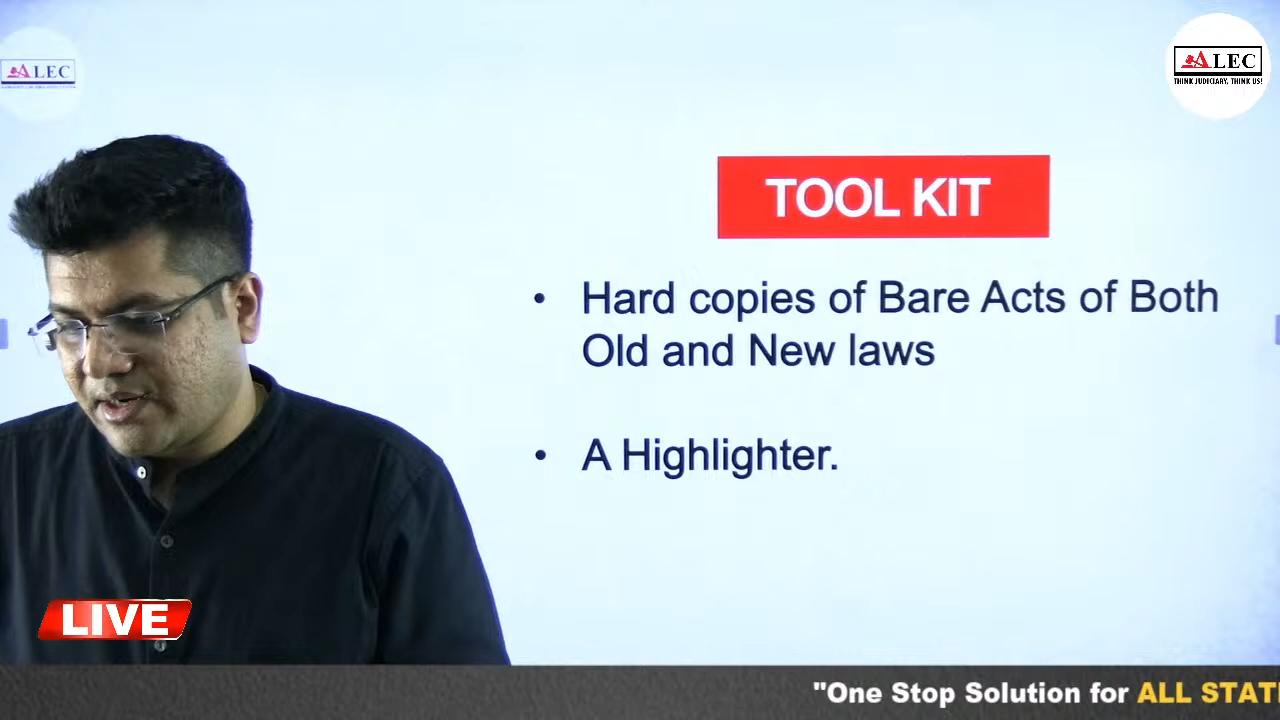 ALEC
ALEC
THINK JUDICIARY, THINK US!
TOOL KIT
• Hard copies of Bare Acts of Both
Old and New laws
• A Highlighter.
LIVE
"One Stop Solution for ALL STAT